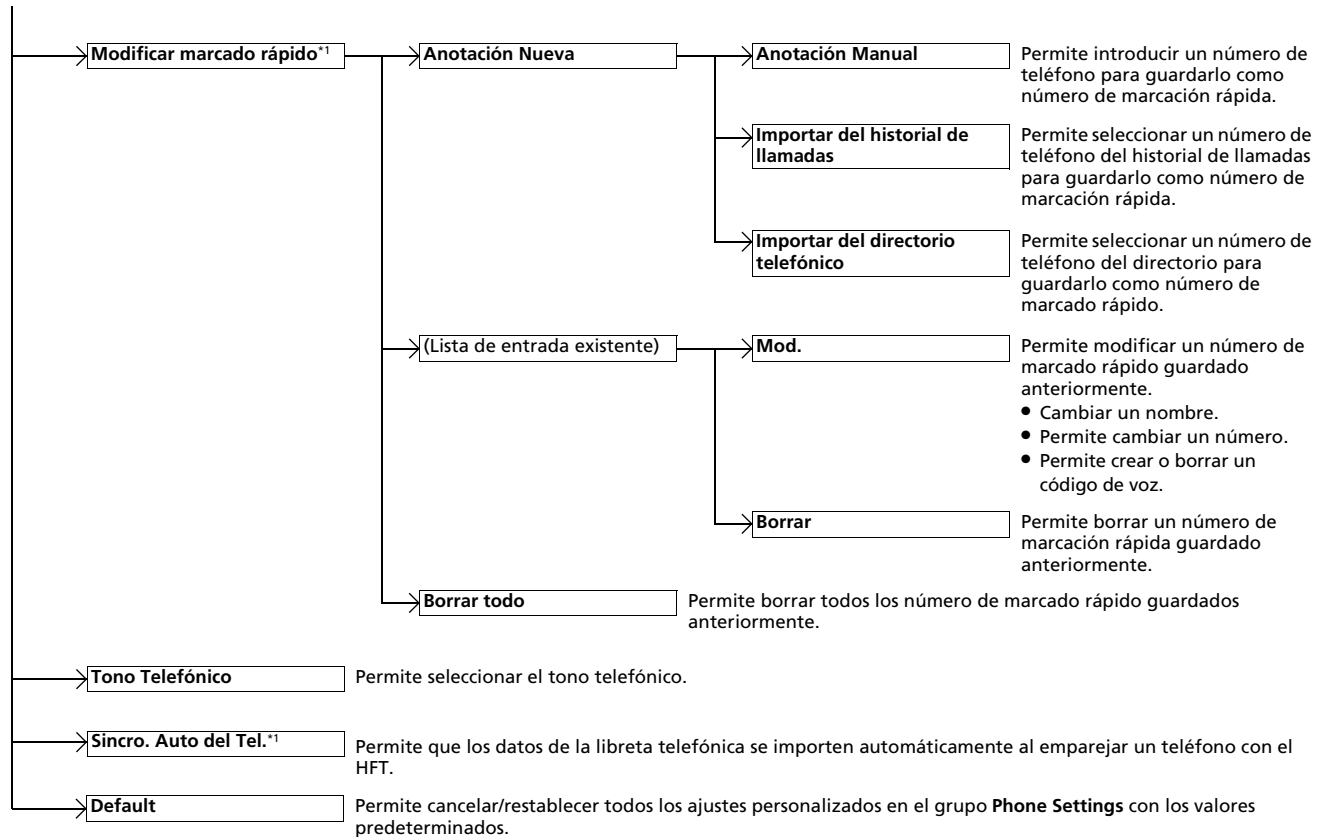 Modificar marcado rápido*1
Anotación Nueva
Anotación Manual
Permite introducir un número de
teléfono para guardarlo como
número de marcación rápida.
Importar del historial de
llamadas
Permite seleccionar un número de
teléfono del historial de llamadas
para guardarlo como número de
marcación rápida.
Importar del directorio
telefónico
Permite seleccionar un número de
teléfono del directorio para
guardarlo como número de
marcado rápido.
(Lista de entrada existente)
Mod.
Permite modificar un número de
marcado rápido guardado
anteriormente.
● Cambiar un nombre.
● Permite cambiar un número.
● Permite crear o borrar un
código de voz.
Borrar
Permite borrar un número de
marcación rápida guardado
anteriormente.
Borrar todo
Permite borrar todos los número de marcado rápido guardados
anteriormente.
Tono Telefónico
Permite seleccionar el tono telefónico.
Sincro. Auto del Tel.*1
Permite que los datos de la libreta telefónica se importen automáticamente al emparejar un teléfono con el
HFT.
Default
Permite cancelar/restablecer todos los ajustes personalizados en el grupo Phone Settings con los valores
predeterminados.